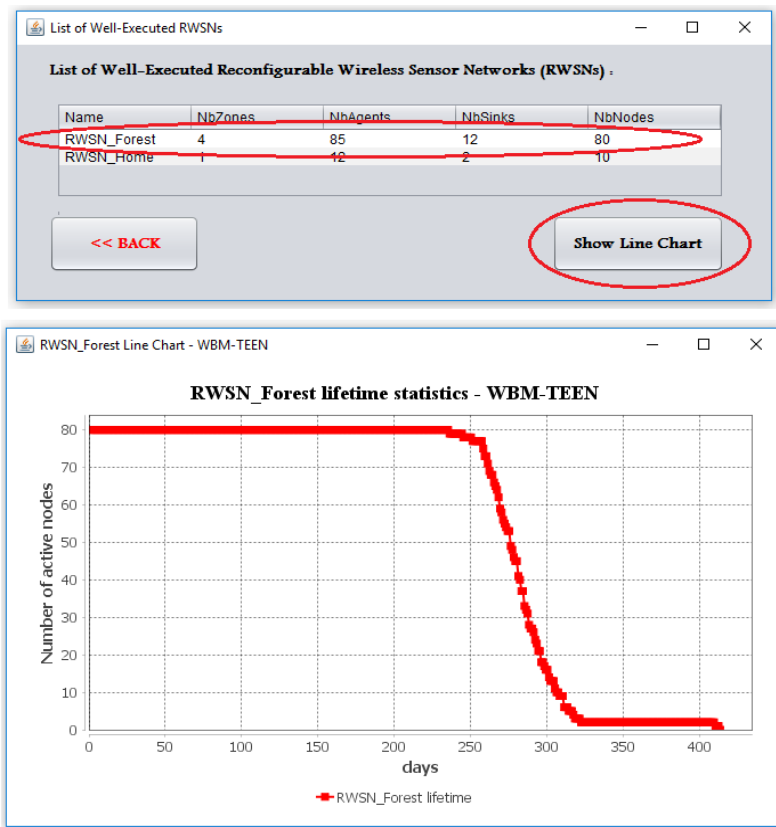 List of Well-Executed RWSNs
List of Well-Executed Reconfigurable Wireless Sensor Networks (RWSNs) :
Name NbZones NbAgents NbSinks NbNodes
RWSN_Forest 4 85 12 80
RWSN_Home 1 12 2 10
<< BACK
Show Line Chart
RWSN_Forest Line Chart - WBM-TEEN
RWSN_Forest lifetime statistics - WBM-TEEN
Number of active nodes
80
70
60
50
40
30
20
10
0
0 50 100 150 200 250 300 350 400
days
RWSN_Forest lifetime